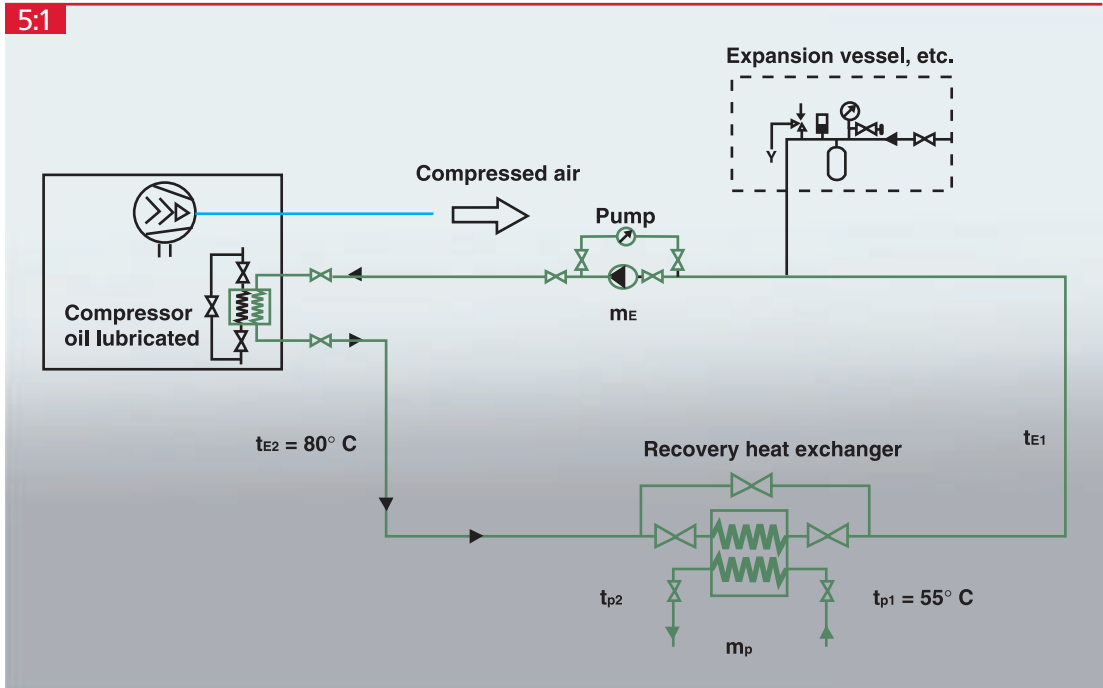 5:1
Expansion vessel, etc.
Y
Compressed air
Pump
mE
Compressor
oil lubricated
tE2 = 80° C
tE1
Recovery heat exchanger
tp2
tp1 = 55° C
mp